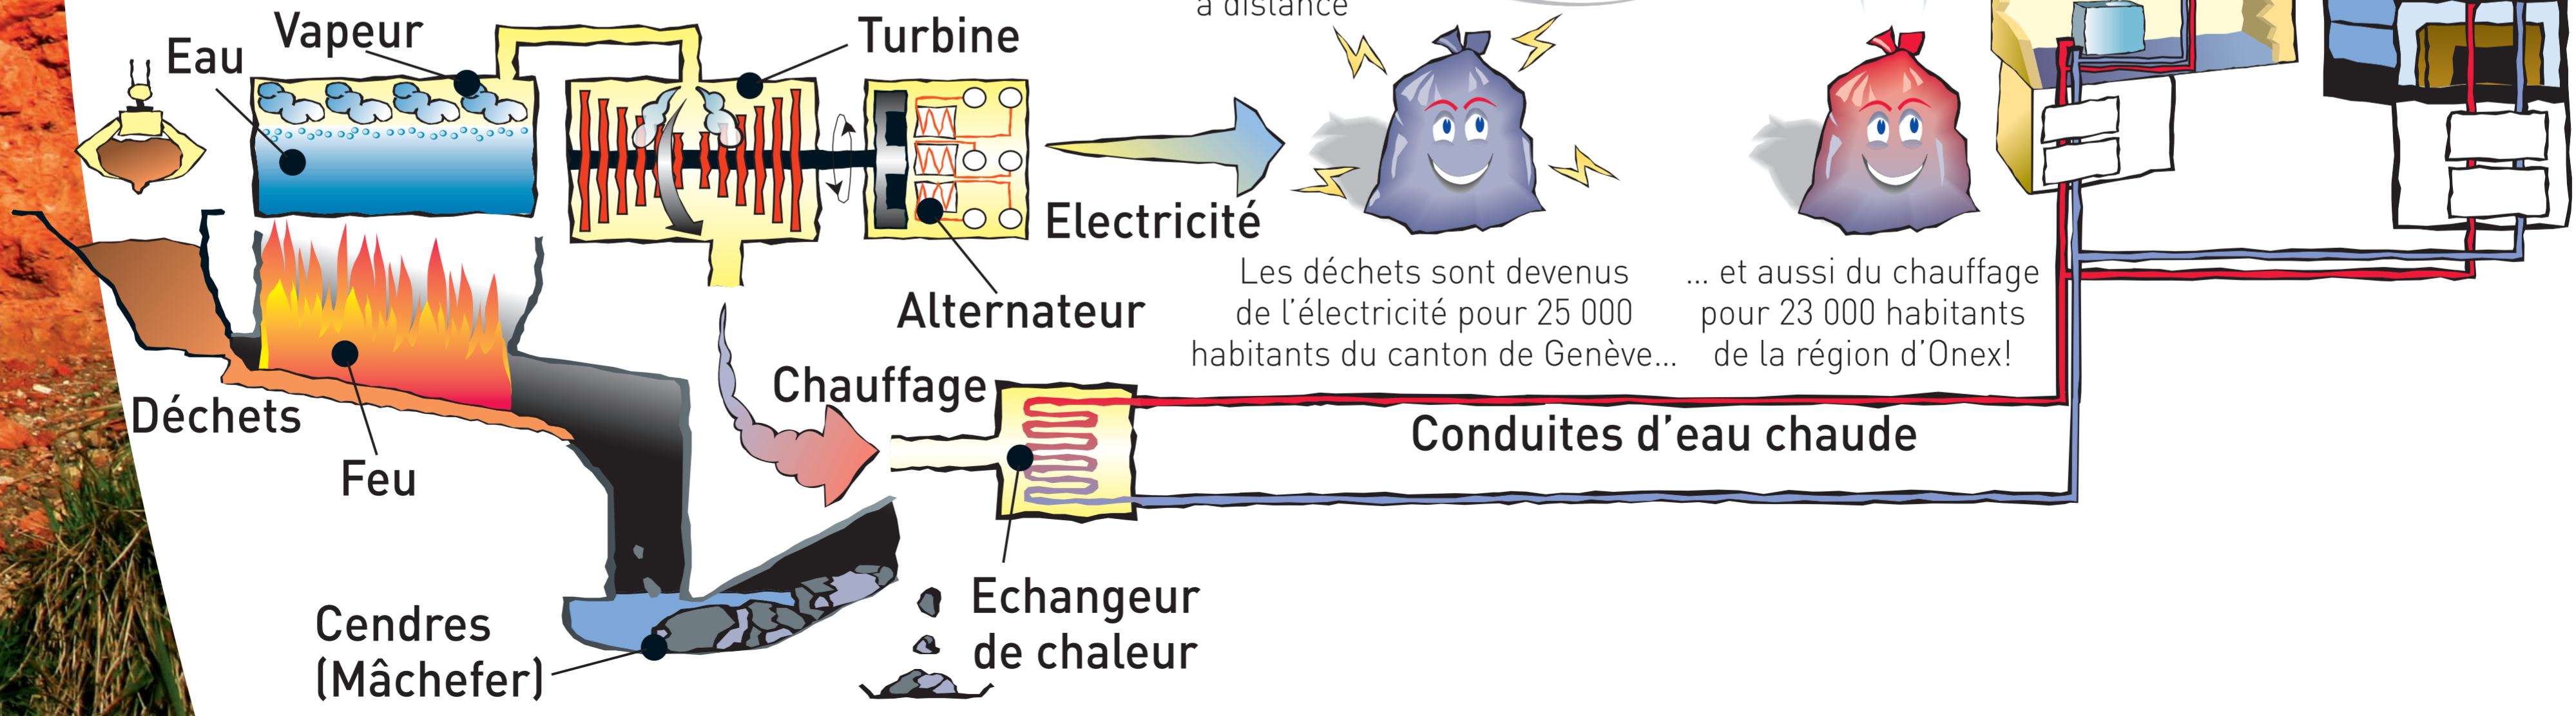 à distance
Vapeur
Eau
Turbine
Electricité
Alternateur
Les déchets sont devenus
de l'électricité pour 25 000
habitants du canton de Genève...
... et aussi du chauffage
pour 23 000 habitants
de la région d'Onex!
Chauffage
Déchets
Conduites d'eau chaude
Feu
Echangeur
de chaleur
Cendres
(Mâchefer)